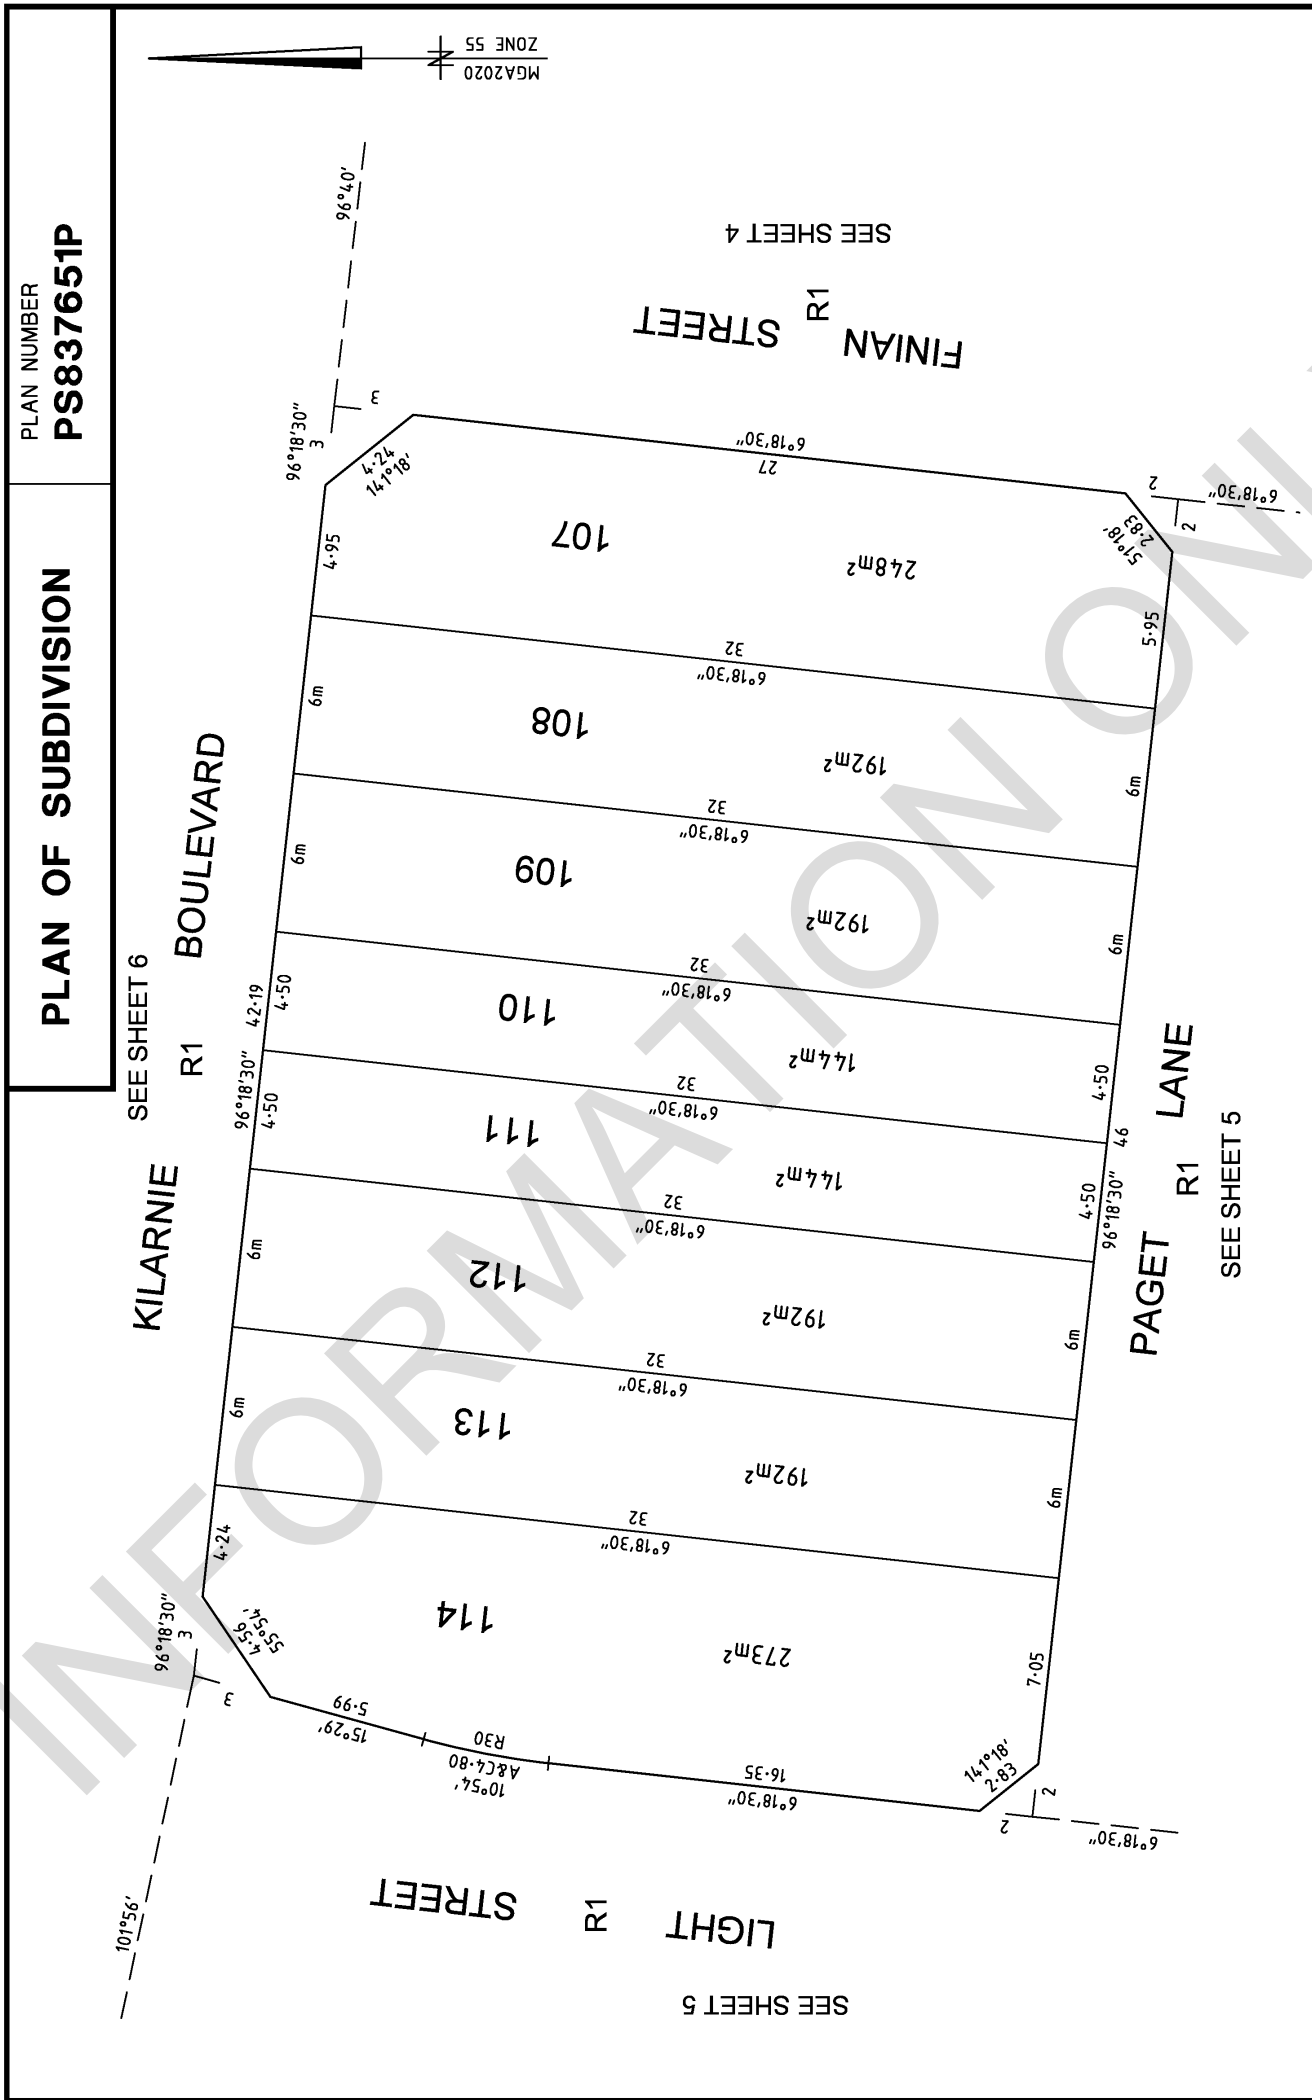 PLAN OF SUBDIVISION
PLAN NUMBER
PS837651P
MGA2020
ZONE 55
SEE SHEET 6
KILARNIE R1 BOULEVARD
101°56'
96°18'30"
3
3
96°18'30"
42·19
96°18'30"
3
3
96°40'
4·24
6m
6m
4·50
4·50
6m
6m
4·95
4·56
55°54'
5·99
15°29'
R30
A&C4·80
10°54'
16·35
6°18'30"
141°18'
2·83
2
2
6°18'30"
114
273m²
32
6°18'30"
113
192m²
32
6°18'30"
112
192m²
32
6°18'30"
111
144m²
32
6°18'30"
110
144m²
32
6°18'30"
109
192m²
32
6°18'30"
108
192m²
32
6°18'30"
107
248m²
4·24
141°18'
27
6°18'30"
51°18'
2·83
2
2
6°18'30"
7·05
6m
6m
4·50
4·50
6m
6m
5·95
96°18'30"
46
PAGET R1 LANE
SEE SHEET 5
LIGHT R1 STREET
SEE SHEET 5
FINIAN R1 STREET
SEE SHEET 4
INFORMATION ONL